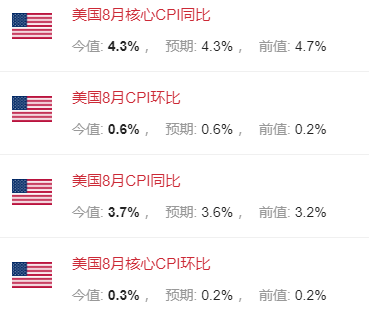 美国8月核心CPI同比
今值: 4.3% ， 预期: 4.3% ， 前值: 4.7%
美国8月CPI环比
今值: 0.6% ， 预期: 0.6% ， 前值: 0.2%
美国8月CPI同比
今值: 3.7% ， 预期: 3.6% ， 前值: 3.2%
美国8月核心CPI环比
今值: 0.3% ， 预期: 0.2% ， 前值: 0.2%